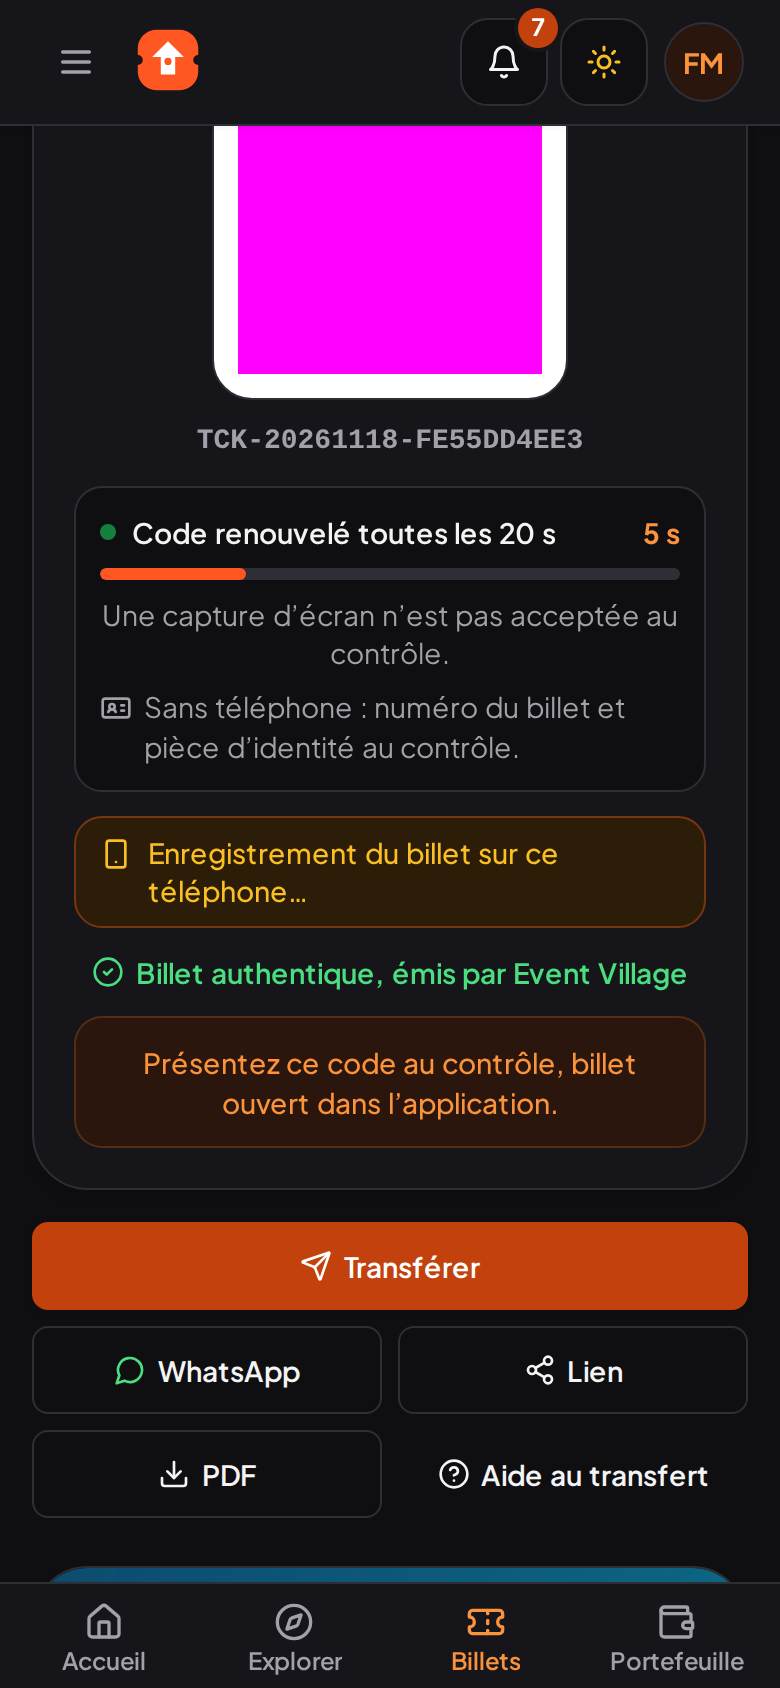 7
FM
TCK-20261118-FE55DD4EE3
Code renouvelé toutes les 20 s
5 s
Une capture d’écran n’est pas acceptée au
contrôle.
Sans téléphone : numéro du billet et
pièce d’identité au contrôle.
Enregistrement du billet sur ce
téléphone…
Billet authentique, émis par Event Village
Présentez ce code au contrôle, billet
ouvert dans l’application.
Transférer
WhatsApp
Lien
PDF
Aide au transfert
Accueil
Explorer
Billets
Portefeuille